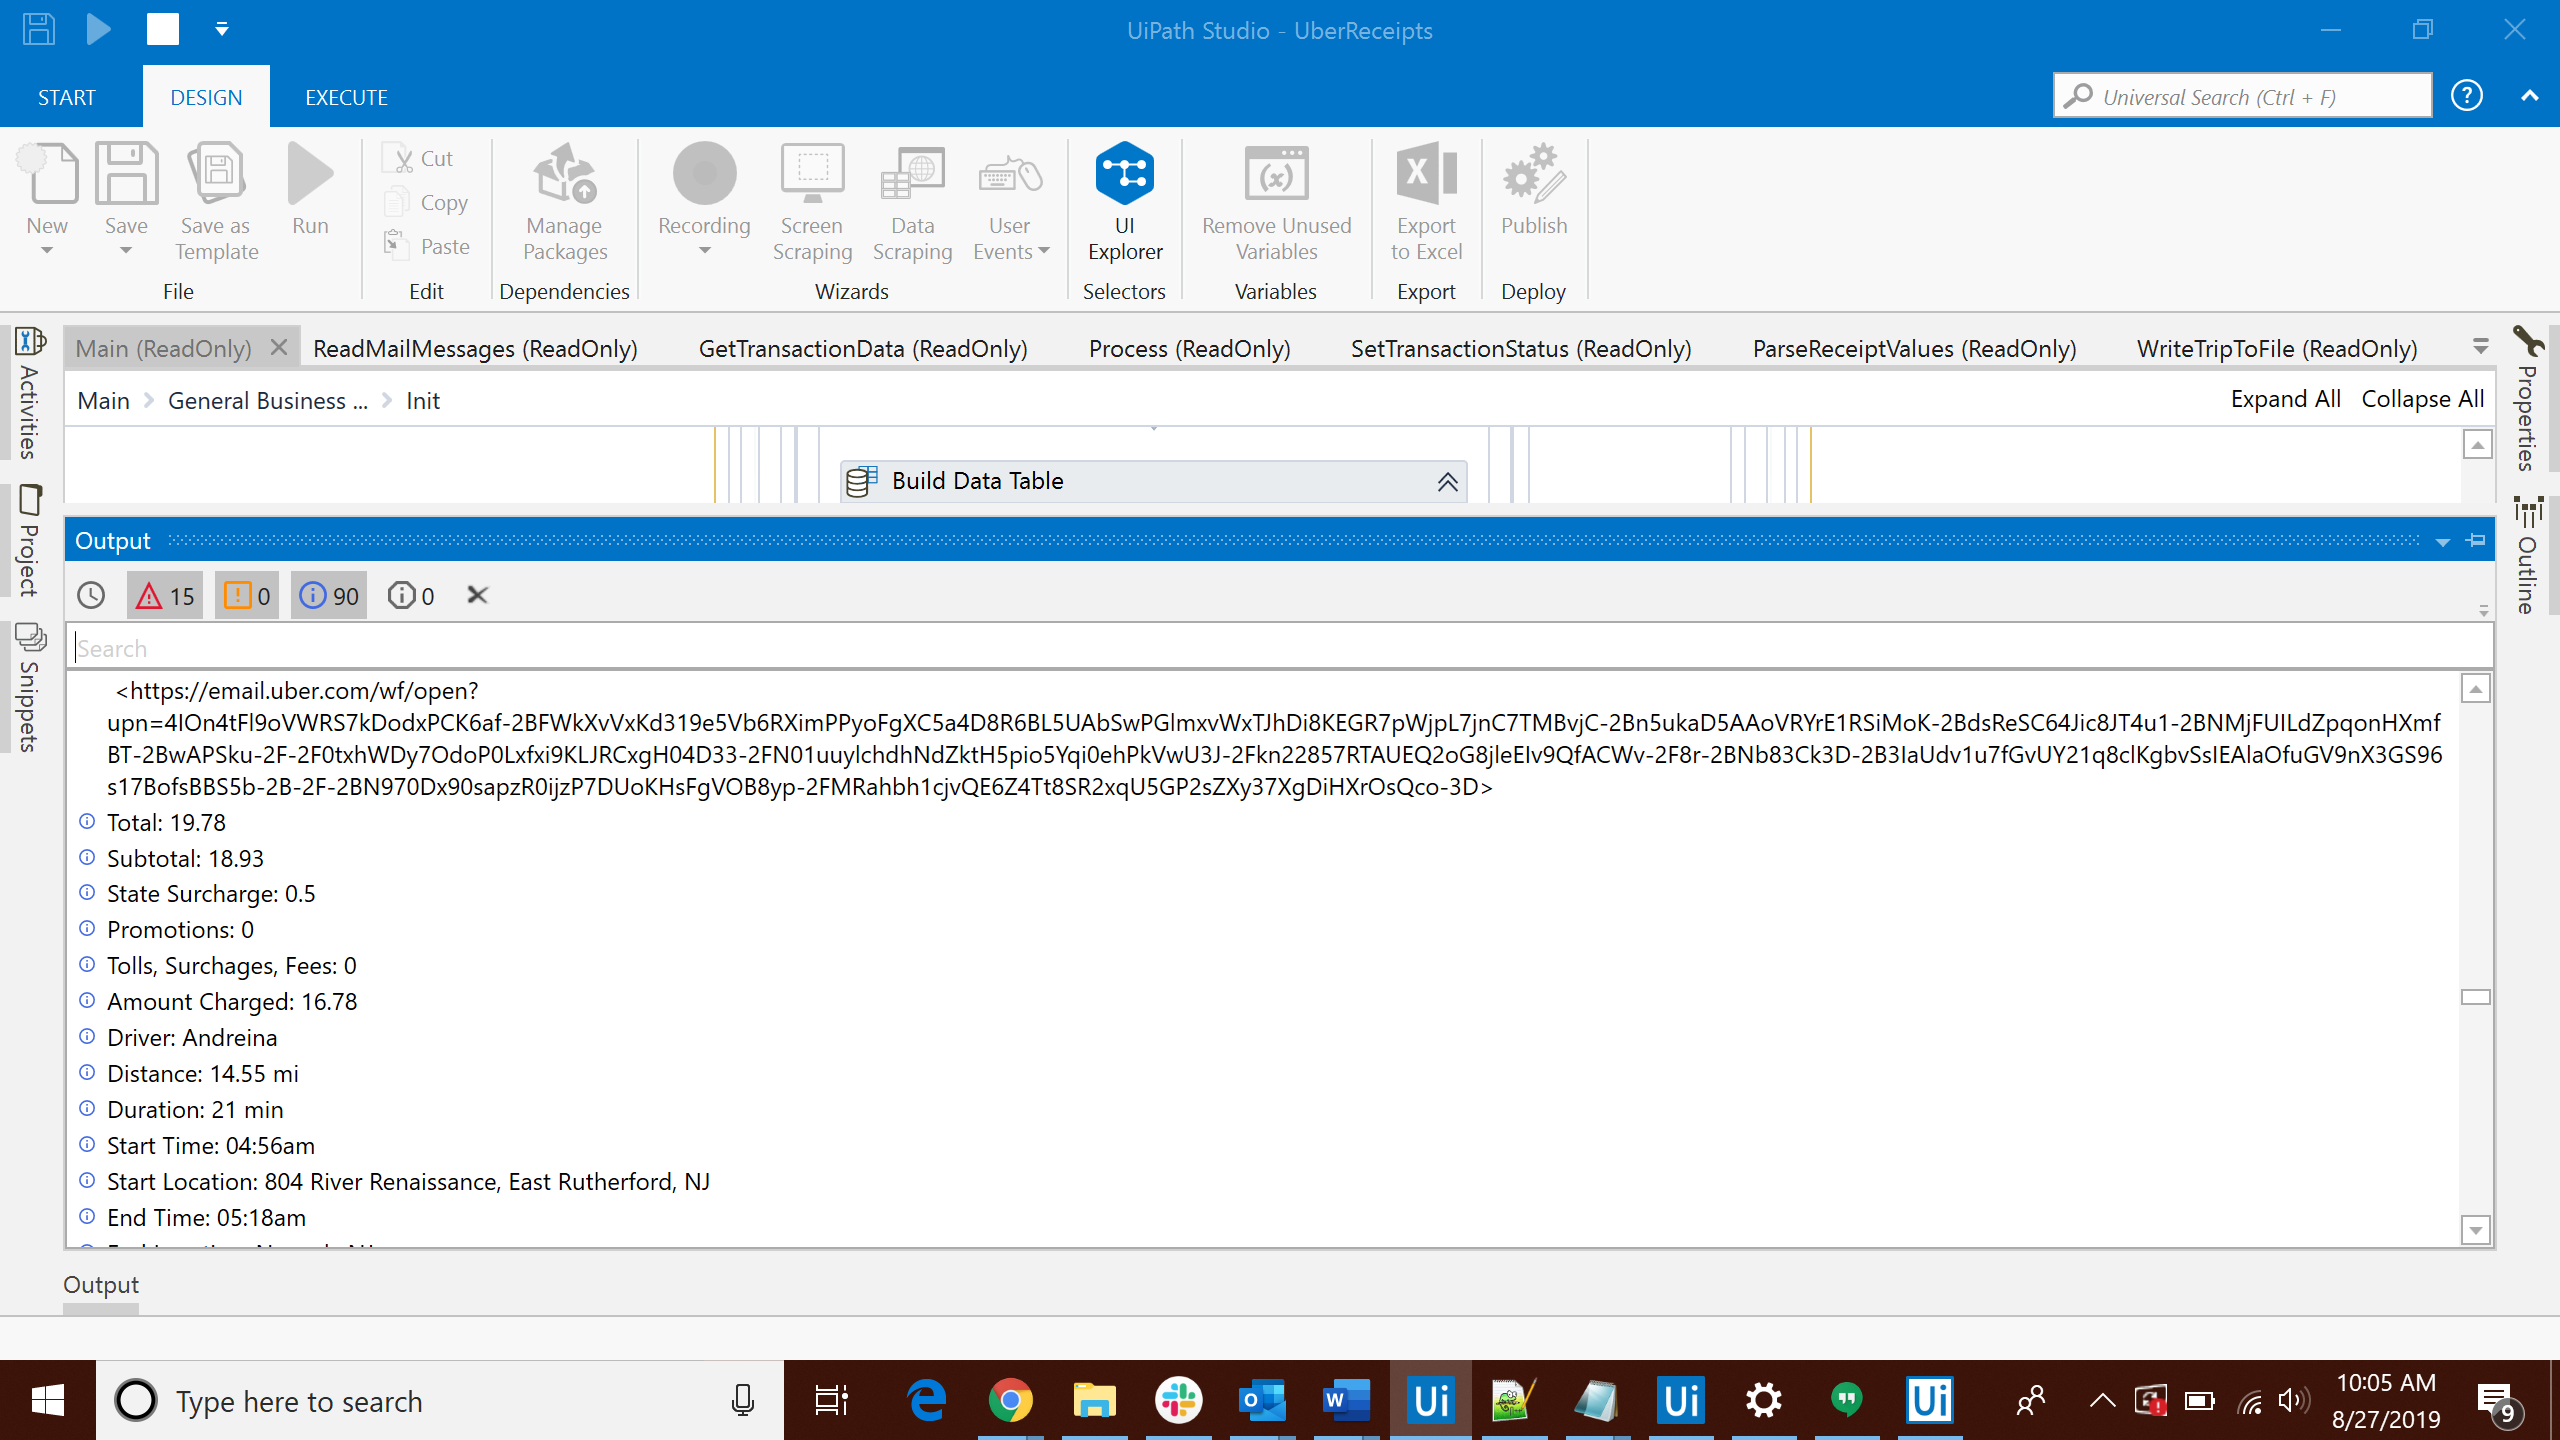 UiPath Studio - UberReceipts
START
DESIGN
EXECUTE
Universal Search (Ctrl + F)
New
Save
Save as
Template
Run
File
Cut
Copy
Paste
Edit
Manage
Packages
Dependencies
Recording
Screen
Scraping
Data
Scraping
User
Events
Wizards
UI
Explorer
Selectors
Remove Unused
Variables
Variables
Export
to Excel
Export
Publish
Deploy
Main (ReadOnly)
ReadMailMessages (ReadOnly)
GetTransactionData (ReadOnly)
Process (ReadOnly)
SetTransactionStatus (ReadOnly)
ParseReceiptValues (ReadOnly)
WriteTripToFile (ReadOnly)
Activities
Project
Snippets
Properties
Outline
Main
General Business ...
Init
Expand All
Collapse All
Build Data Table
Output
15
0
90
0
Search
<https://email.uber.com/wf/open?
upn=4IOn4tFl9oVWRS7kDodxPCK6af-2BFWkXvVxKd319e5Vb6RXimPPyoFgXC5a4D8R6BL5UAbSwPGlmxvWxTJhDi8KEGR7pWjpL7jnC7TMBvjC-2Bn5ukaD5AAoVRYrE1RSiMoK-2BdsReSC64Jic8JT4u1-2BNMjFUILdZpqonHXmf
BT-2BwAPSku-2F-2F0txhWDy7OdoP0Lxfxi9KLJRCxgH04D33-2FN01uuylchdhNdZktH5pio5Yqi0ehPkVwU3J-2Fkn22857RTAUEQ2oG8jleEIv9QfACWv-2F8r-2BNb83Ck3D-2B3IaUdv1u7fGvUY21q8clKgbvSsIEAlaOfuGV9nX3GS96
s17BofsBBS5b-2B-2F-2BN970Dx90sapzR0ijzP7DUoKHsFgVOB8yp-2FMRahbh1cjvQE6Z4Tt8SR2xqU5GP2sZXy37XgDiHXrOsQco-3D>
Total: 19.78
Subtotal: 18.93
State Surcharge: 0.5
Promotions: 0
Tolls, Surchages, Fees: 0
Amount Charged: 16.78
Driver: Andreina
Distance: 14.55 mi
Duration: 21 min
Start Time: 04:56am
Start Location: 804 River Renaissance, East Rutherford, NJ
End Time: 05:18am
Output
Type here to search
10:05 AM
8/27/2019
9